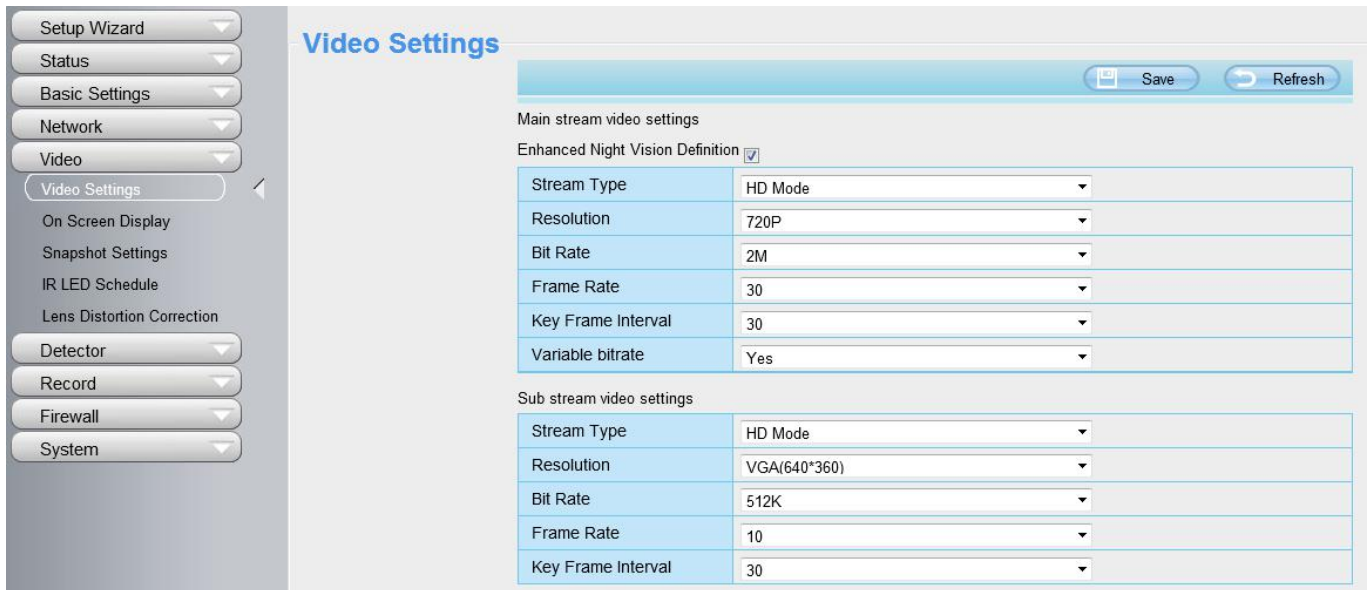 Setup Wizard
Status
Basic Settings
Network
Video
Video Settings
On Screen Display
Snapshot Settings
IR LED Schedule
Lens Distortion Correction
Detector
Record
Firewall
System
Video Settings
Save Refresh
Main stream video settings
Enhanced Night Vision Definition
Stream Type HD Mode
Resolution 720P
Bit Rate 2M
Frame Rate 30
Key Frame Interval 30
Variable bitrate Yes
Sub stream video settings
Stream Type HD Mode
Resolution VGA(640*360)
Bit Rate 512K
Frame Rate 10
Key Frame Interval 30